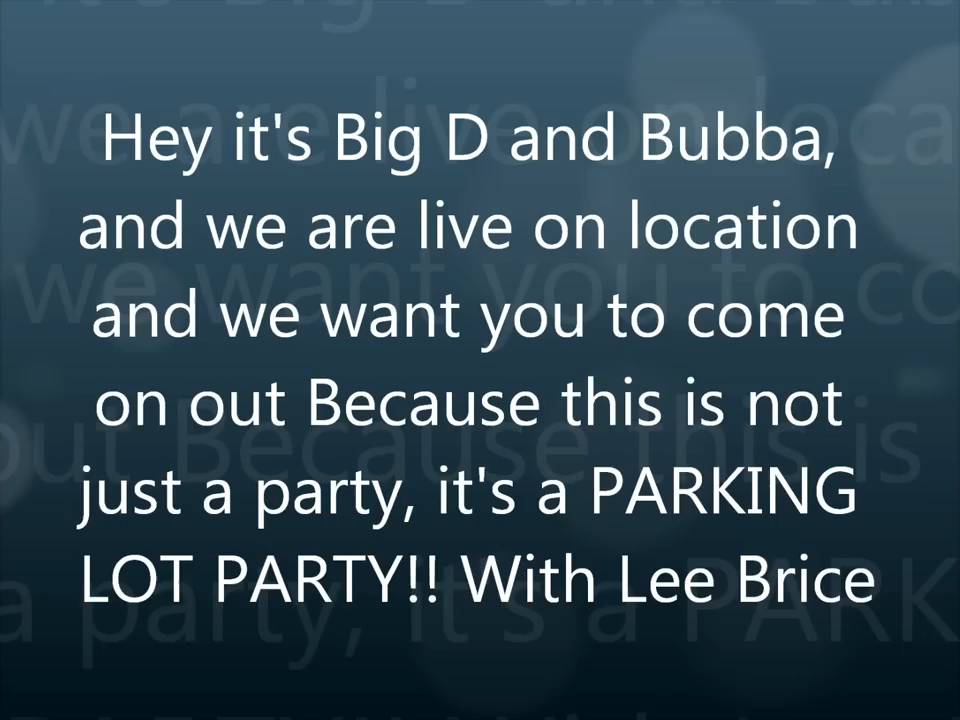 Hey it's Big D and Bubba,
and we are live on location
and we want you to come
on out Because this is not
just a party, it's a PARKING
LOT PARTY!! With Lee Brice